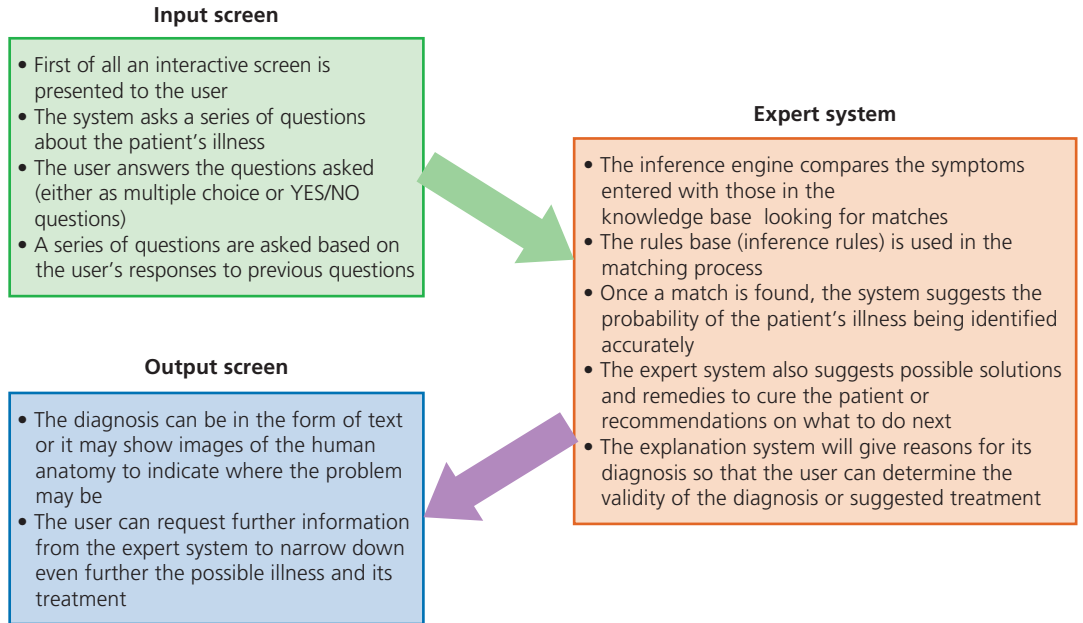 Input screen
• First of all an interactive screen is
presented to the user
• The system asks a series of questions
about the patient's illness
• The user answers the questions asked
(either as multiple choice or YES/NO
questions)
• A series of questions are asked based on
the user's responses to previous questions
Expert system
• The inference engine compares the symptoms
entered with those in the
knowledge base looking for matches
• The rules base (inference rules) is used in the
matching process
• Once a match is found, the system suggests the
probability of the patient's illness being identified
accurately
• The expert system also suggests possible solutions
and remedies to cure the patient or
recommendations on what to do next
• The explanation system will give reasons for its
diagnosis so that the user can determine the
validity of the diagnosis or suggested treatment
Output screen
• The diagnosis can be in the form of text
or it may show images of the human
anatomy to indicate where the problem
may be
• The user can request further information
from the expert system to narrow down
even further the possible illness and its
treatment